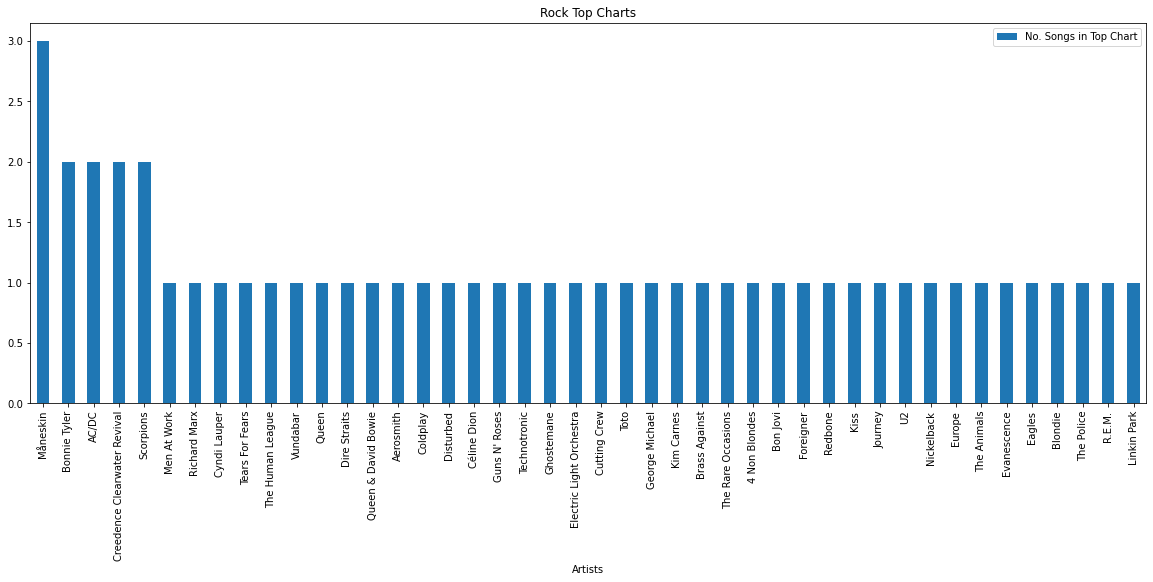 Rock Top Charts
No. Songs in Top Chart
3.0
2.5
2.0
1.5
1.0
0.5
0.0
Måneskin
Bonnie Tyler
AC/DC
Creedence Clearwater Revival
Scorpions
Men At Work
Richard Marx
Cyndi Lauper
Tears For Fears
The Human League
Vundabar
Queen
Dire Straits
Queen & David Bowie
Aerosmith
Coldplay
Disturbed
Céline Dion
Guns N' Roses
Technotronic
Ghostemane
Electric Light Orchestra
Cutting Crew
Toto
George Michael
Kim Carnes
Brass Against
The Rare Occasions
4 Non Blondes
Bon Jovi
Foreigner
Redbone
Kiss
Journey
U2
Nickelback
Europe
The Animals
Evanescence
Eagles
Blondie
The Police
R.E.M.
Linkin Park
Artists